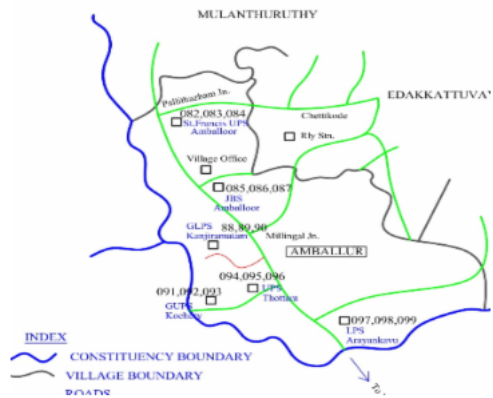 MULANTHURUTHY
EDAKKATTUVAY
Pallithazham Jn.
082,083,084
St.Francis UPS
Amballoor
Chettikode
Rly Stn.
Village Office
085,086,087
JBS
Amballoor
GLPS
Kanjiramattam
88,89,90
Millingal Jn.
AMBALLUR
094,095,096
UPS
Thottara
091,092,093
GUPS
097,098,099
LPS
Arayankavu
INDEX
CONSTITUENCY BOUNDARY
VILLAGE BOUNDARY
ROADS
To